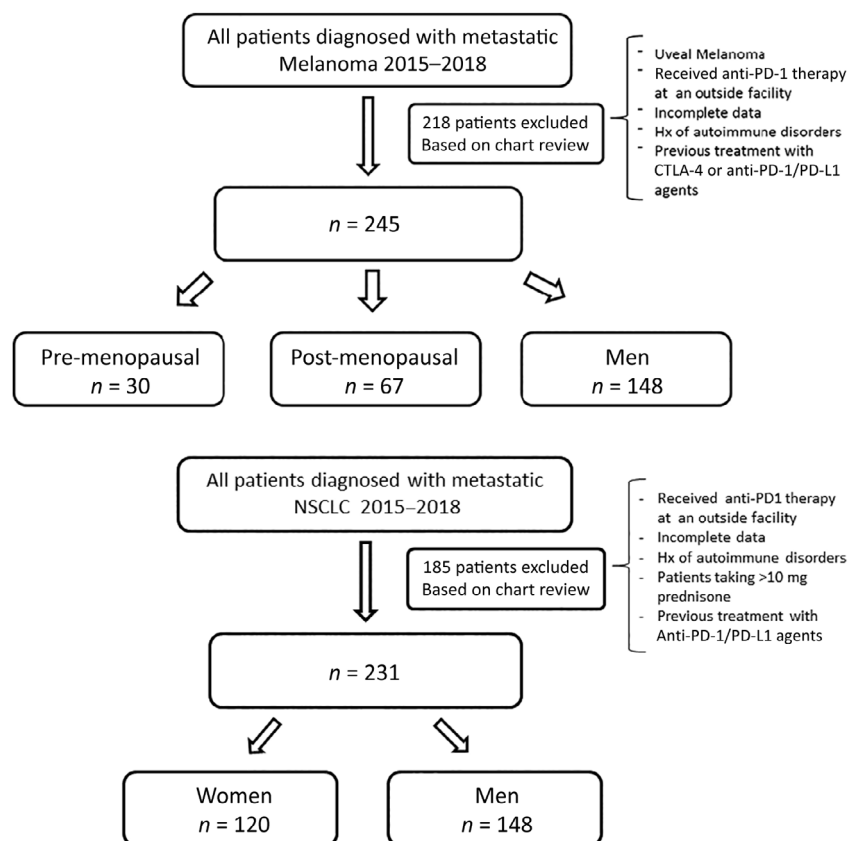 All patients diagnosed with metastatic
Melanoma 2015–2018
218 patients excluded
Based on chart review
- Uveal Melanoma
- Received anti-PD-1 therapy
at an outside facility
- Incomplete data
- Hx of autoimmune disorders
- Previous treatment with
CTLA-4 or anti-PD-1/PD-L1
agents
n = 245
Pre-menopausal
n = 30
Post-menopausal
n = 67
Men
n = 148
All patients diagnosed with metastatic
NSCLC 2015–2018
185 patients excluded
Based on chart review
- Received anti-PD1 therapy
at an outside facility
- Incomplete data
- Hx of autoimmune disorders
- Patients taking >10 mg
prednisone
- Previous treatment with
Anti-PD-1/PD-L1 agents
n = 231
Women
n = 120
Men
n = 148